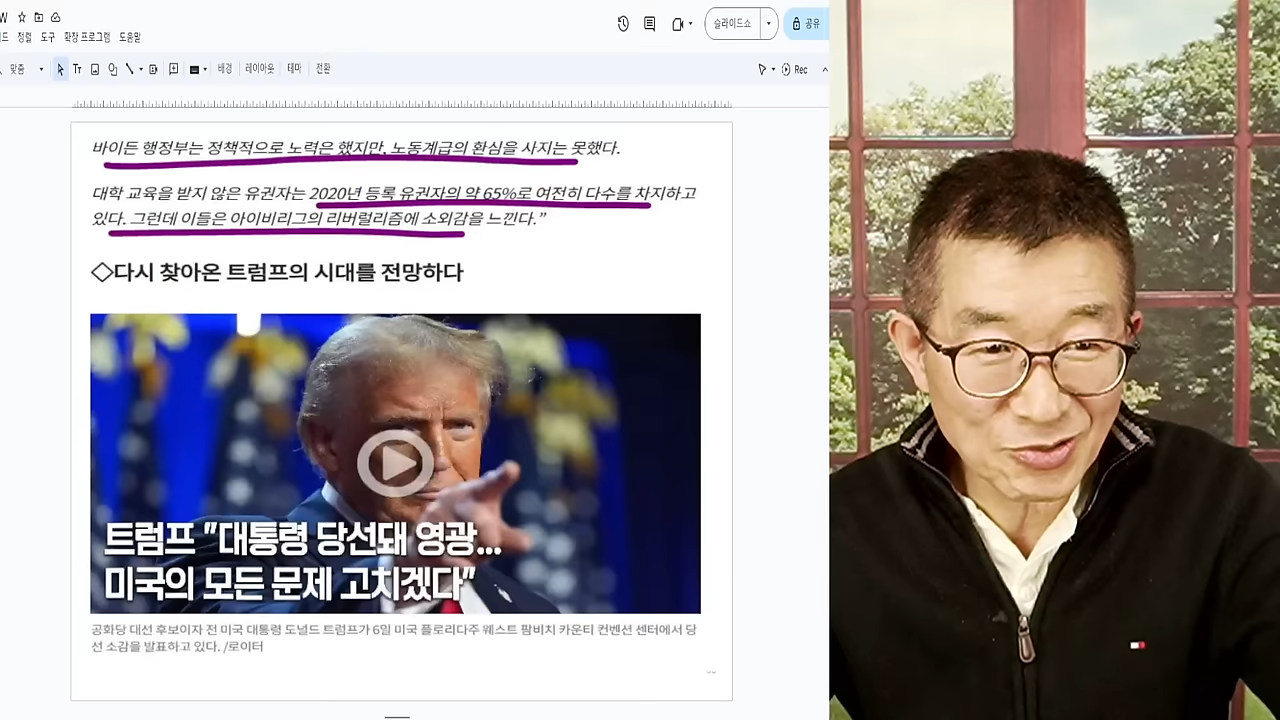 정렬 도구 확장 프로그램 도움말
슬라이드쇼
공유
맞춤
배경 레이아웃 테마 전환
Rec
바이든 행정부는 정책적으로 노력은 했지만, 노동계급의 환심을 사지는 못했다.
대학 교육을 받지 않은 유권자는 2020년 등록 유권자의 약 65%로 여전히 다수를 차지하고
있다. 그런데 이들은 아이비리그의 리버럴리즘에 소외감을 느낀다.”
◇다시 찾아온 트럼프의 시대를 전망하다
트럼프 "대통령 당선돼 영광...
미국의 모든 문제 고치겠다"
공화당 대선 후보이자 전 미국 대통령 도널드 트럼프가 6일 미국 플로리다주 웨스트 팜비치 카운티 컨벤션 센터에서 당
선 소감을 발표하고 있다. /로이터